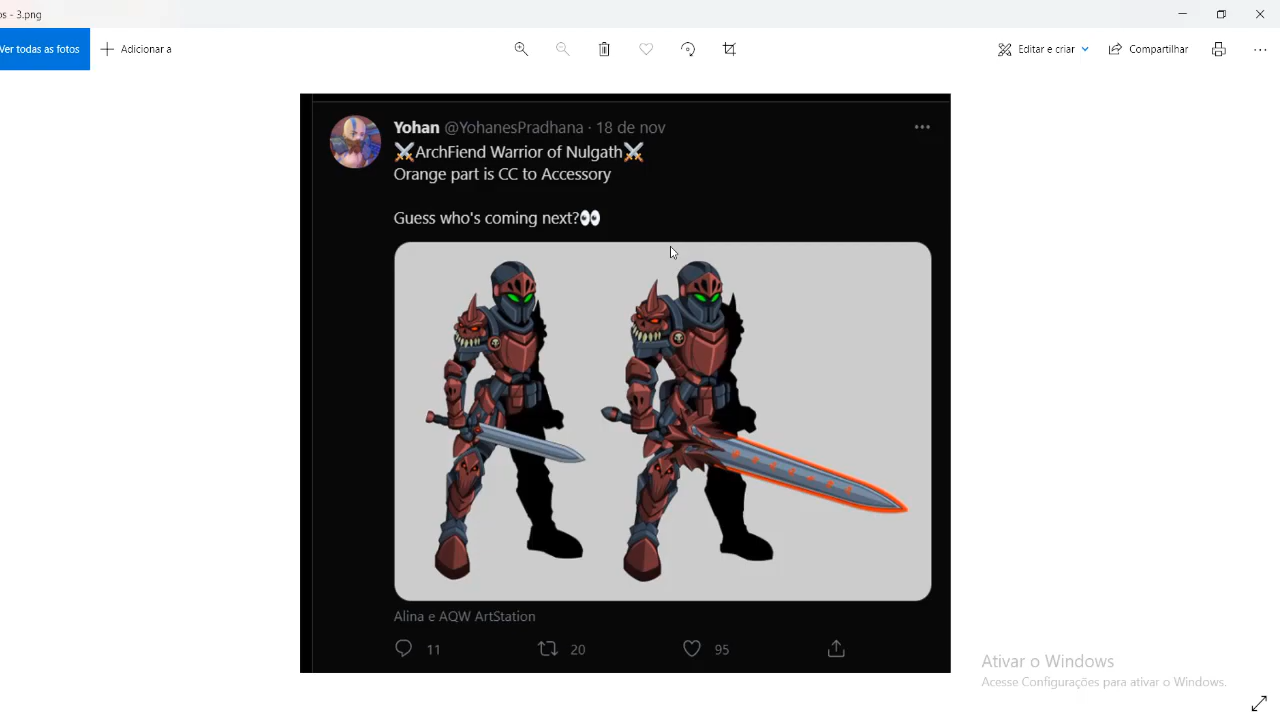 os - 3.png
Ver todas as fotos
Adicionar a
Editar e criar
Compartilhar
Yohan @YohanesPradhana · 18 de nov
⚔ArchFiend Warrior of Nulgath⚔
Orange part is CC to Accessory
Guess who's coming next?👀
Alina e AQW ArtStation
11
20
95
Ativar o Windows
Acesse Configurações para ativar o Windows.